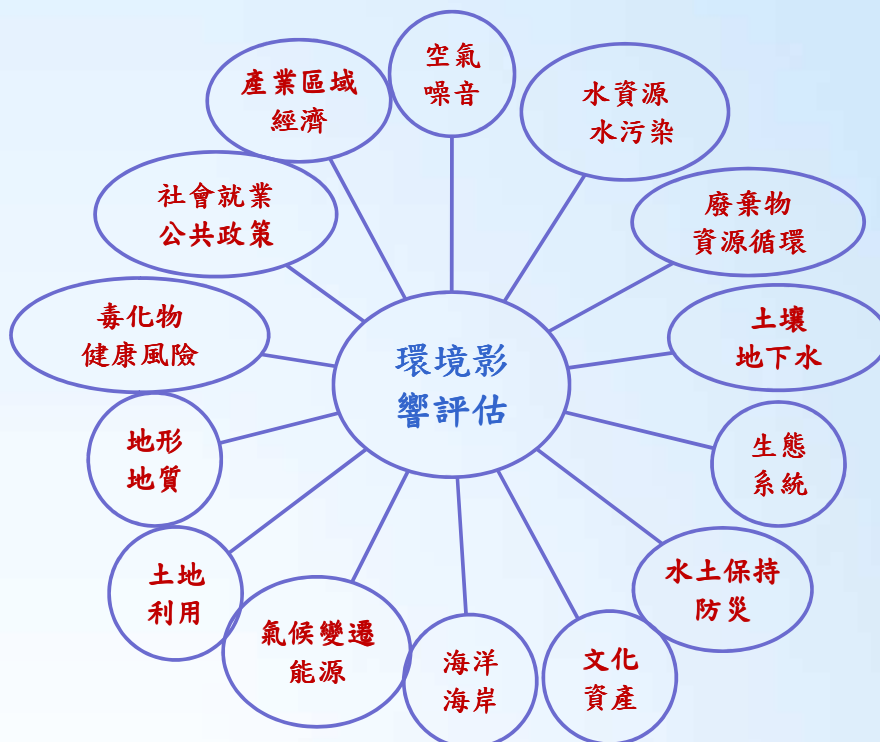 環境影
響評估
空氣
噪音
水資源
水污染
廢棄物
資源循環
土壤
地下水
生態
系統
水土保持
防災
文化
資產
海洋
海岸
氣候變遷
能源
土地
利用
地形
地質
毒化物
健康風險
社會就業
公共政策
產業區域
經濟